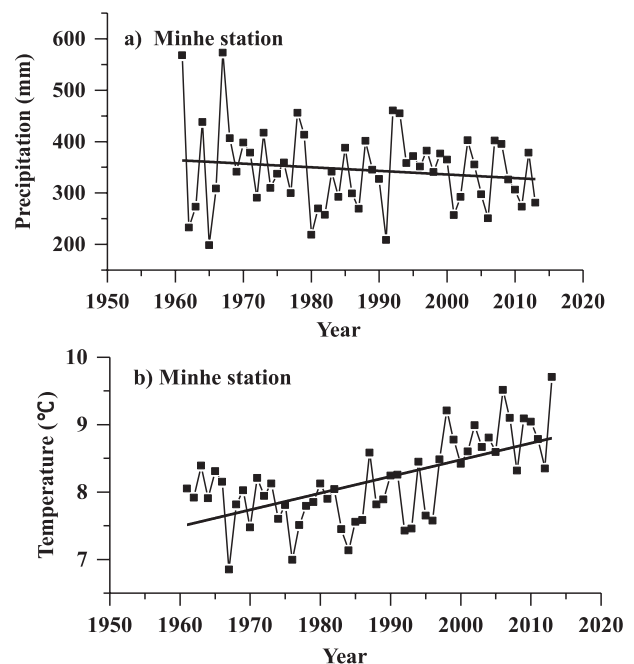 a) Minhe station
Precipitation (mm)
600
500
400
300
200
1950 1960 1970 1980 1990 2000 2010 2020
Year
b) Minhe station
Temperature (℃)
10
9
8
7
1950 1960 1970 1980 1990 2000 2010 2020
Year